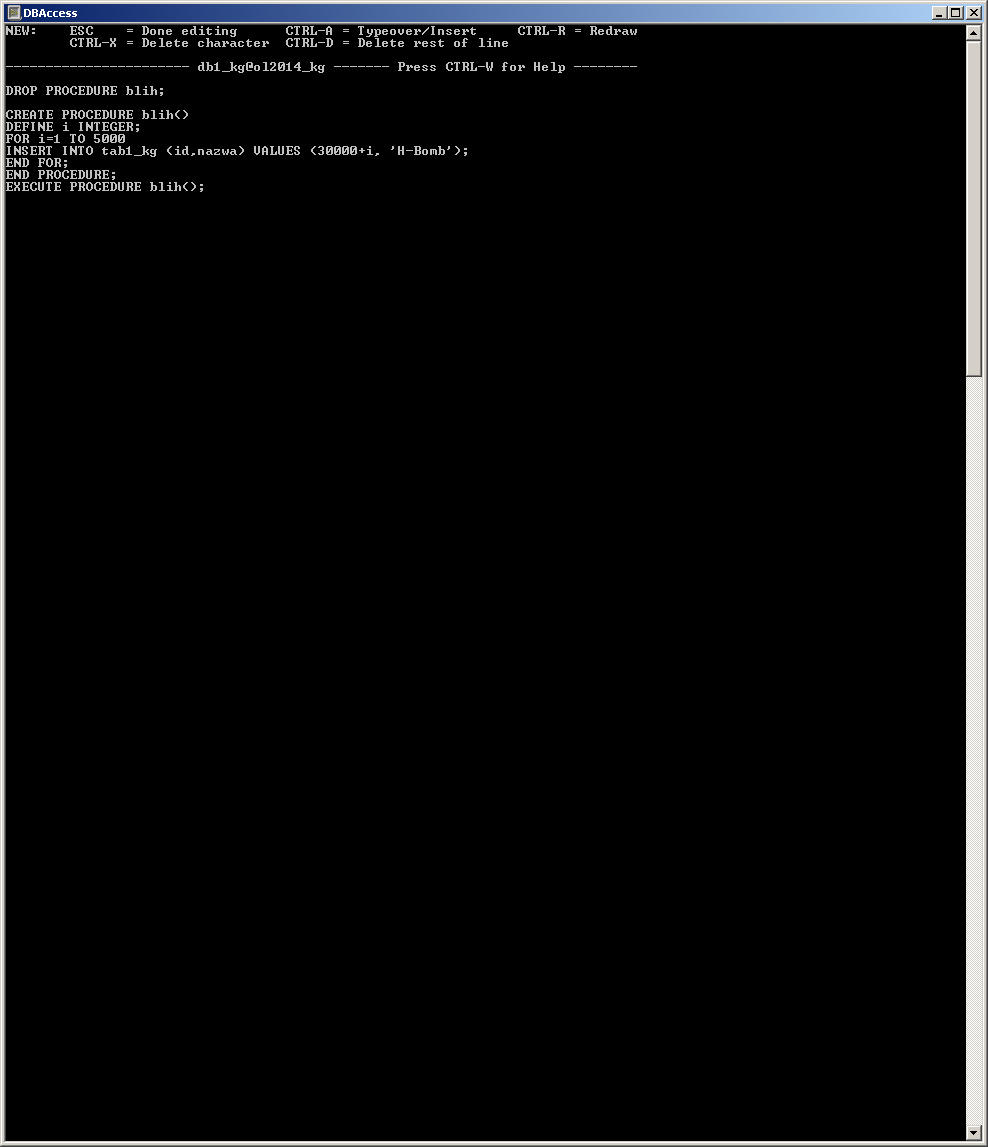 DBAccess
NEW:    ESC    = Done editing      CTRL-A = Typeover/Insert     CTRL-R = Redraw
        CTRL-X = Delete character  CTRL-D = Delete rest of line
----------------------- db1_kg@ol2014_kg ------- Press CTRL-W for Help --------
DROP PROCEDURE blih;
CREATE PROCEDURE blih()
DEFINE i INTEGER;
FOR i=1 TO 5000
INSERT INTO tab1_kg (id,nazwa) VALUES (30000+i, 'H-Bomb');
END FOR;
END PROCEDURE;
EXECUTE PROCEDURE blih();